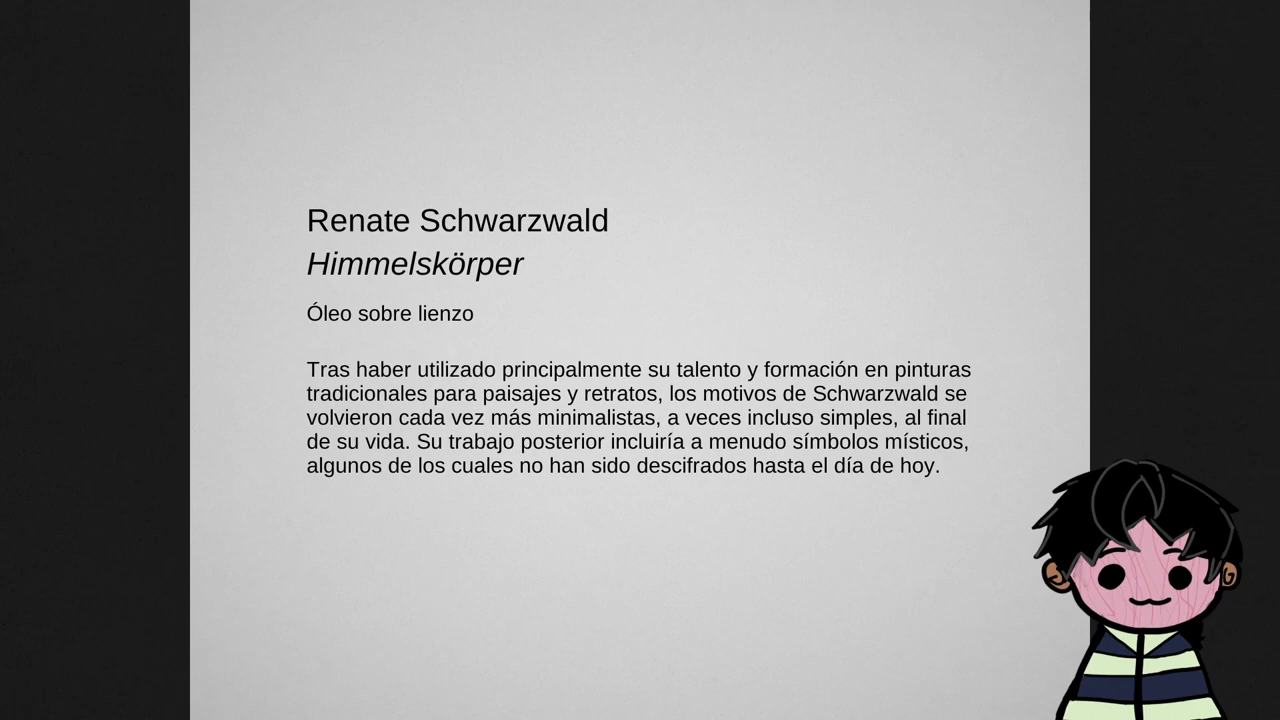 Renate Schwarzwald
Himmelskörper
Óleo sobre lienzo
Tras haber utilizado principalmente su talento y formación en pinturas
tradicionales para paisajes y retratos, los motivos de Schwarzwald se
volvieron cada vez más minimalistas, a veces incluso simples, al final
de su vida. Su trabajo posterior incluiría a menudo símbolos místicos,
algunos de los cuales no han sido descifrados hasta el día de hoy.